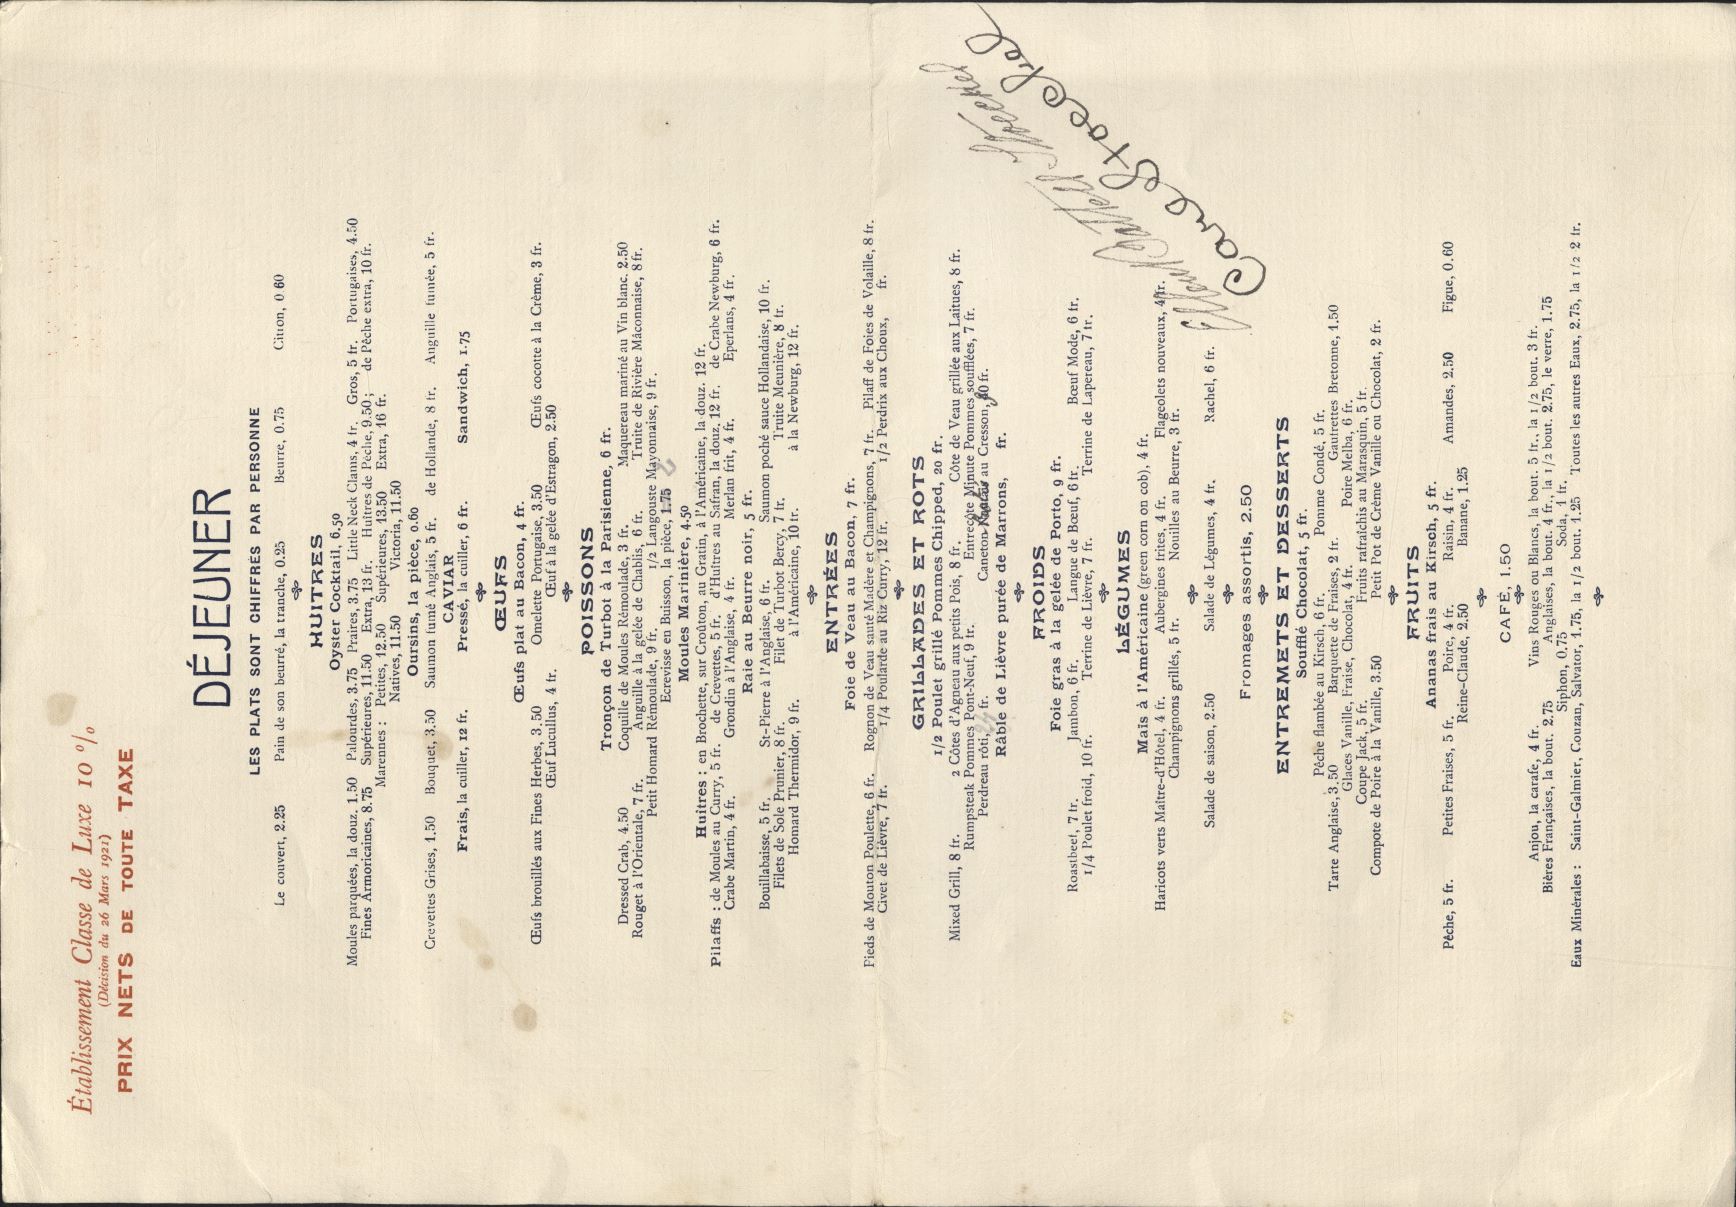 Établissement Classe de Luxe 10 %
(Décision du 26 Mars 1921)
PRIX NETS DE TOUTE TAXE
DÉJEUNER
LES PLATS SONT CHIFFRÉS PAR PERSONNE
Le couvert, 2.25 Pain de son beurré, la tranche, 0.25 Beurre, 0.75 Citron, 0 60
HUITRES
Oyster Cocktail, 6.50
Moules parquées, la douz. 1.50 Palourdes, 3.75 Praires, 3.75 Little Neck Clams, 4 fr. Gros, 5 fr. Portugaises, 4.50
Fines Armoricaines, 8.75 Supérieures, 11.50 Extra, 13 fr. Huîtres de Pêche, 9.50 ; de Pêche extra, 10 fr.
Marennes : Petites, 12.50 Supérieures, 13.50 Extra, 16 fr.
Natives, 11.50 Victoria, 11.50
Oursins, la pièce, 0.60
Crevettes Grises, 1.50 Bouquet, 3.50 Saumon fumé Anglais, 5 fr. de Hollande, 8 fr. Anguille fumée, 5 fr.
CAVIAR
Frais, la cuiller, 12 fr. Pressé, la cuiller, 6 fr. Sandwich, 1.75
ŒUFS
Œufs plat au Bacon, 4 fr.
Œufs brouillés aux Fines Herbes, 3.50 Omelette Portugaise, 3.50 Œufs cocotte à la Crème, 3 fr.
Œuf Lucullus, 4 fr. Œuf à la gelée d'Estragon, 2.50
POISSONS
Tronçon de Turbot à la Parisienne, 6 fr.
Dressed Crab, 4.50 Coquille de Moules Rémoulade, 3 fr. Maquereau mariné au Vin blanc. 2.50
Rouget à l'Orientale, 7 fr. Anguille à la gelée de Chablis, 6 fr. Truite de Rivière Mâconnaise, 8 fr.
Petit Homard Rémoulade, 9 fr. 1/2 Langouste Mayonnaise, 9 fr.
Ecrevisse en Buisson, la pièce, 1.75 2
Moules Marinière, 4.50
Huîtres : en Brochette, sur Croûton, au Gratin, à l'Américaine, la douz. 12 fr.
Pilaffs : de Moules au Curry, 5 fr. de Crevettes, 5 fr. d'Huîtres au Safran, la douz. 12 fr. de Crabe Newburg, 6 fr.
Crabe Martin, 4 fr. Grondin à l'Anglaise, 4 fr. Merlan frit, 4 fr. Eperlans, 4 fr.
Raie au Beurre noir, 5 fr.
Bouillabaisse, 5 fr. St-Pierre à l'Anglaise, 6 fr. Saumon poché sauce Hollandaise, 10 fr.
Filets de Sole Prunier, 8 fr. Filet de Turbot Bercy, 7 fr. Truite Meunière, 8 fr.
Homard Thermidor, 9 fr. à l'Américaine, 10 fr. à la Newburg, 12 fr.
ENTRÉES
Foie de Veau au Bacon, 7 fr.
Pieds de Mouton Poulette, 6 fr. Rognon de Veau sauté Madère et Champignons, 7 fr. Pilaff de Foies de Volaille, 8 fr.
Civet de Lièvre, 7 fr. 1/4 Poularde au Riz Curry, 12 fr. 1/2 Perdrix aux Choux, fr.
GRILLADES ET ROTS
1/2 Poulet grillé Pommes Chipped, 20 fr.
Mixed Grill, 8 fr. 2 Côtes d'Agneau aux petits Pois, 8 fr. Côte de Veau grillée aux Laitues, 8 fr.
Rumpsteak Pommes Pont-Neuf, 9 fr. Entrecôte Minute Pommes soufflées, 7 fr.
Perdreau rôti, 24 fr. Caneton au Cresson, fr.
Râble de Lièvre purée de Marrons, fr.
FROIDS
Foie gras à la gelée de Porto, 9 fr.
Roastbeef, 7 fr. Jambon, 6 fr. Langue de Bœuf, 6 fr. Bœuf Mode, 6 fr.
1/4 Poulet froid, 10 fr. Terrine de Lièvre, 7 fr. Terrine de Lapereau, 7 fr.
LÉGUMES
Maïs à l'Américaine (green corn on cob), 4 fr.
Haricots verts Maître-d'Hôtel, 4 fr. Aubergines frites, 4 fr. Flageolets nouveaux, 4 fr.
Champignons grillés, 5 fr. Nouilles au Beurre, 3 fr.
Salade de saison, 2.50 Salade de Légumes, 4 fr. Rachel, 6 fr.
Fromages assortis, 2.50
ENTREMETS ET DESSERTS
Soufflé Chocolat, 5 fr.
Pêche flambée au Kirsch, 6 fr. Pomme Condé, 5 fr.
Tarte Anglaise, 3.50 Barquette de Fraises, 2 fr. Gaufrettes Bretonne, 1.50
Glaces Vanille, Fraise, Chocolat, 4 fr. Poire Melba, 6 fr.
Coupe Jack, 5 fr. Fruits rafraîchis au Marasquin, 5 fr.
Compote de Poire à la Vanille, 3.50 Petit Pot de Crème Vanille ou Chocolat, 2 fr.
FRUITS
Ananas frais au Kirsch, 5 fr.
Pêche, 5 fr. Petites Fraises, 5 fr. Poire, 4 fr. Raisin, 4 fr. Amandes, 2.50 Figue, 0.60
Reine-Claude, 2.50 Banane, 1.25
CAFÉ, 1.50
Anjou, la carafe, 4 fr. Vins Rouges ou Blancs, la bout. 5 fr., la 1/2 bout. 3 fr.
Bières Françaises, la bout. 2.75 Anglaises, la bout. 4 fr., la 1/2 bout. 2.75, le verre, 1.75
Siphon, 0.75 Soda, 1 fr.
Eaux Minérales : Saint-Galmier, Couzan, Salvator, 1.75, la 1/2 bout. 1.25 Toutes les autres Eaux, 2.75, la 1/2 2 fr.
Ellen Battell Stoeckel
Carl Stoeckel